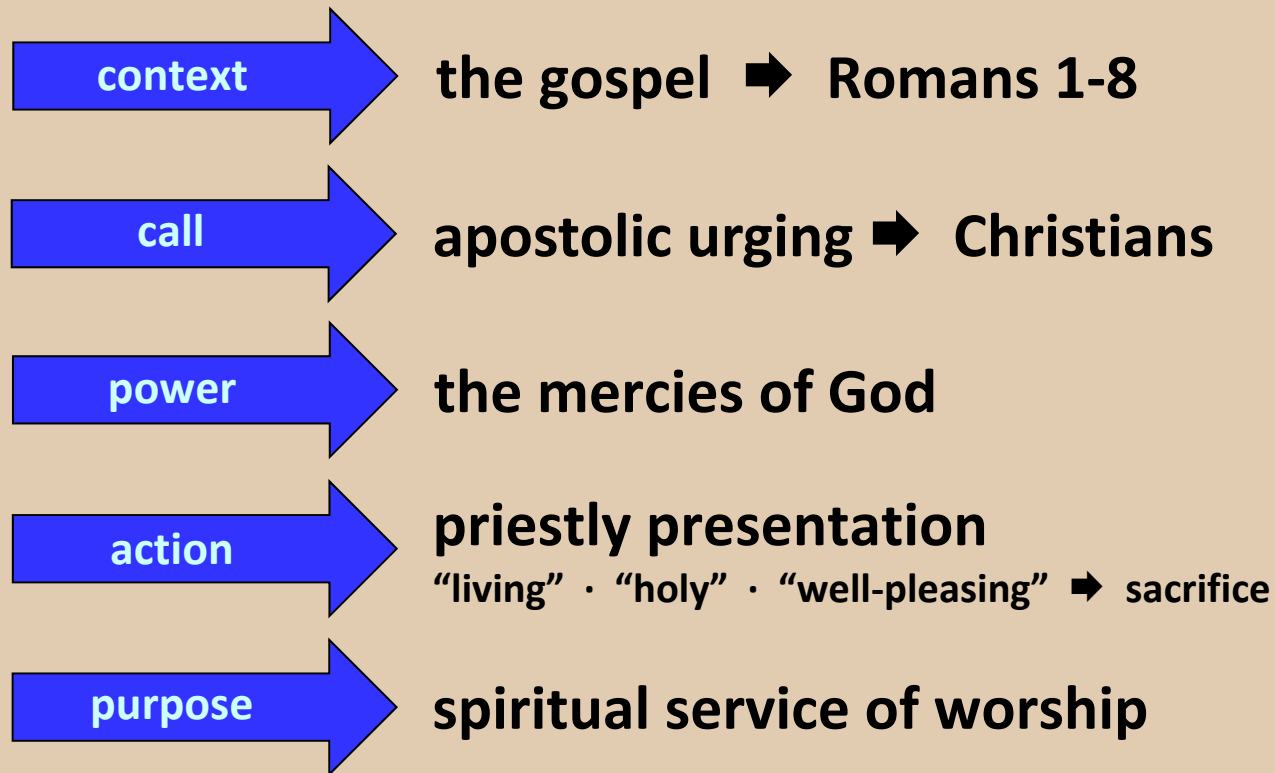 context the gospel 🡆 Romans 1-8
call apostolic urging 🡆 Christians
power the mercies of God
action priestly presentation
“living” · “holy” · “well-pleasing” 🡆 sacrifice
purpose spiritual service of worship